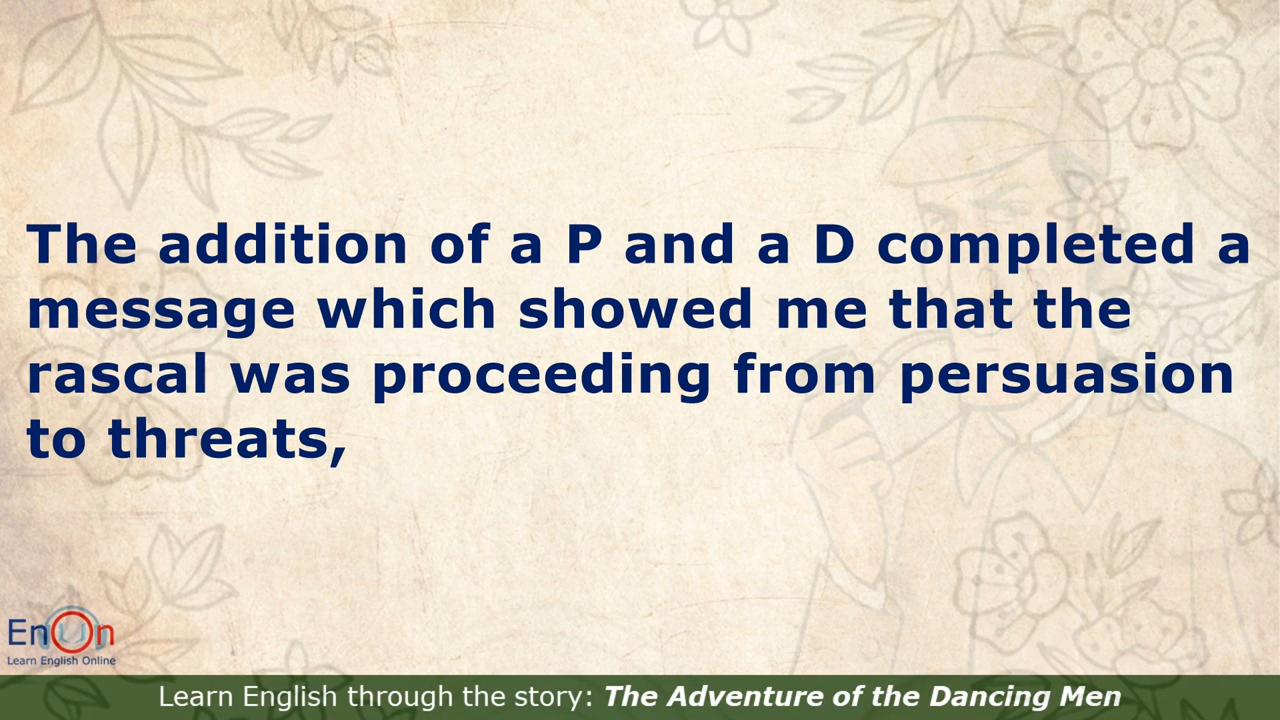 The addition of a P and a D completed a
message which showed me that the
rascal was proceeding from persuasion
to threats,
EnOn
Learn English Online
Learn English through the story: The Adventure of the Dancing Men